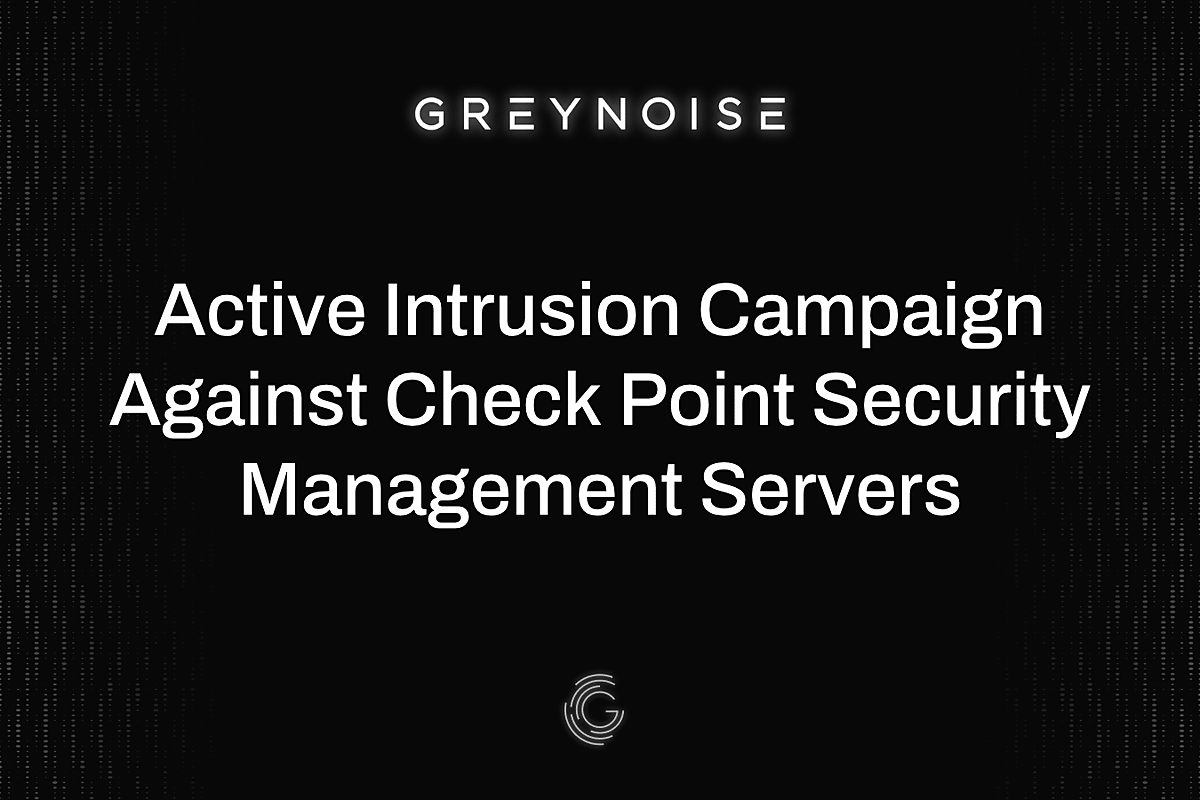 GREYNOISE
Active Intrusion Campaign
Against Check Point Security
Management Servers